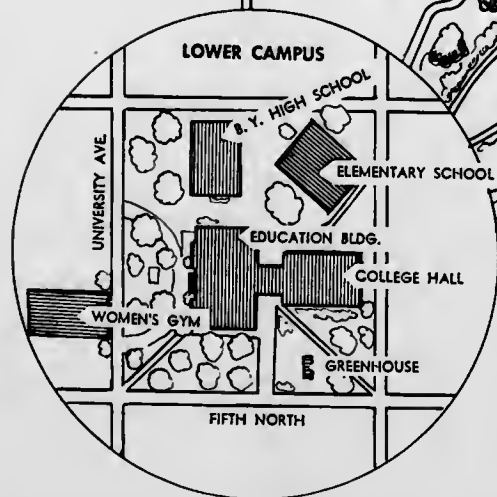 LOWER CAMPUS
B. Y. HIGH SCHOOL
ELEMENTARY SCHOOL
UNIVERSITY AVE.
EDUCATION BLDG.
COLLEGE HALL
WOMEN'S GYM
GREENHOUSE
FIFTH NORTH